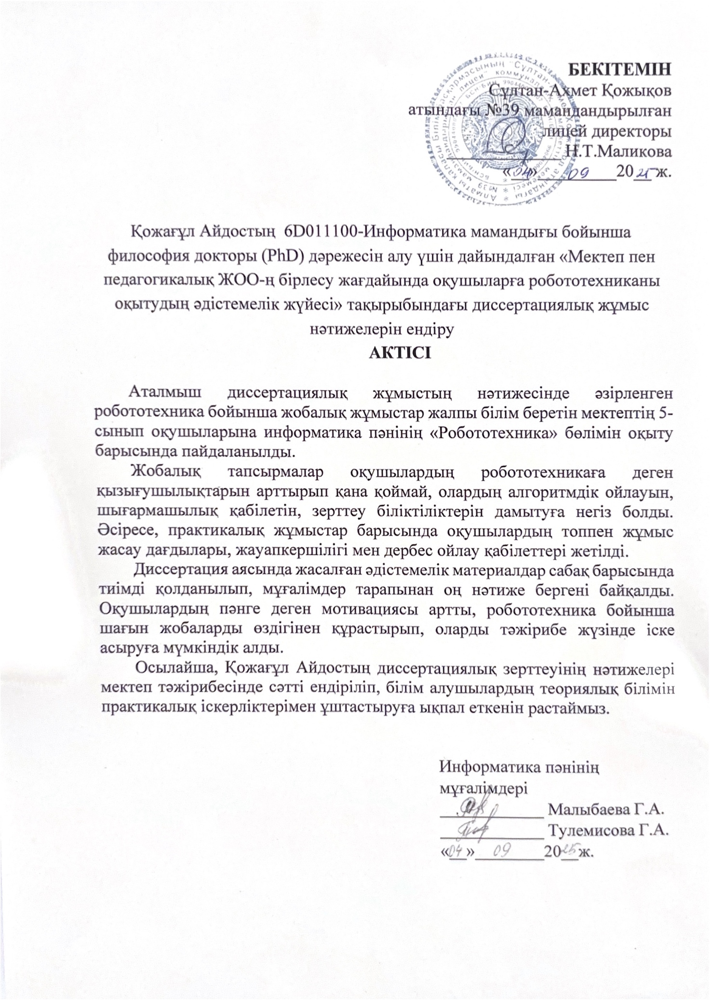 БЕКІТЕМІН
Сұлтан-Ахмет Қожықов
атындағы №39 мамандандырылған
лицей директоры
Н.Т.Маликова
«04» 09 2025 ж.
Қожағұл Айдостың 6D011100-Информатика мамандығы бойынша
философия докторы (PhD) дәрежесін алу үшін дайындалған «Мектеп пен
педагогикалық ЖОО-ң бірлесу жағдайында оқушыларға робототехниканы
оқытудың әдістемелік жүйесі» тақырыбындағы диссертациялық жұмыс
нәтижелерін ендіру
АКТІСІ
Аталмыш диссертациялық жұмыстың нәтижесінде әзірленген
робототехника бойынша жобалық жұмыстар жалпы білім беретін мектептің 5-
сынып оқушыларына информатика пәнінің «Робототехника» бөлімін оқыту
барысында пайдаланылды.
Жобалық тапсырмалар оқушылардың робототехникаға деген
қызығушылықтарын арттырып қана қоймай, олардың алгоритмдік ойлауын,
шығармашылық қабілетін, зерттеу біліктіліктерін дамытуға негіз болды.
Әсіресе, практикалық жұмыстар барысында оқушылардың топпен жұмыс
жасау дағдылары, жауапкершілігі мен дербес ойлау қабілеттері жетілді.
Диссертация аясында жасалған әдістемелік материалдар сабақ барысында
тиімді қолданылып, мұғалімдер тарапынан оң нәтиже бергені байқалды.
Оқушылардың пәнге деген мотивациясы артты, робототехника бойынша
шағын жобаларды өздігінен құрастырып, оларды тәжірибе жүзінде іске
асыруға мүмкіндік алды.
Осылайша, Қожағұл Айдостың диссертациялық зерттеуінің нәтижелері
мектеп тәжірибесінде сәтті ендіріліп, білім алушылардың теориялық білімін
практикалық іскерліктерімен ұштастыруға ықпал еткенін растаймыз.
Информатика пәнінің
мұғалімдері
Малыбаева Г.А.
Тулемисова Г.А.
«04» 09 2025 ж.